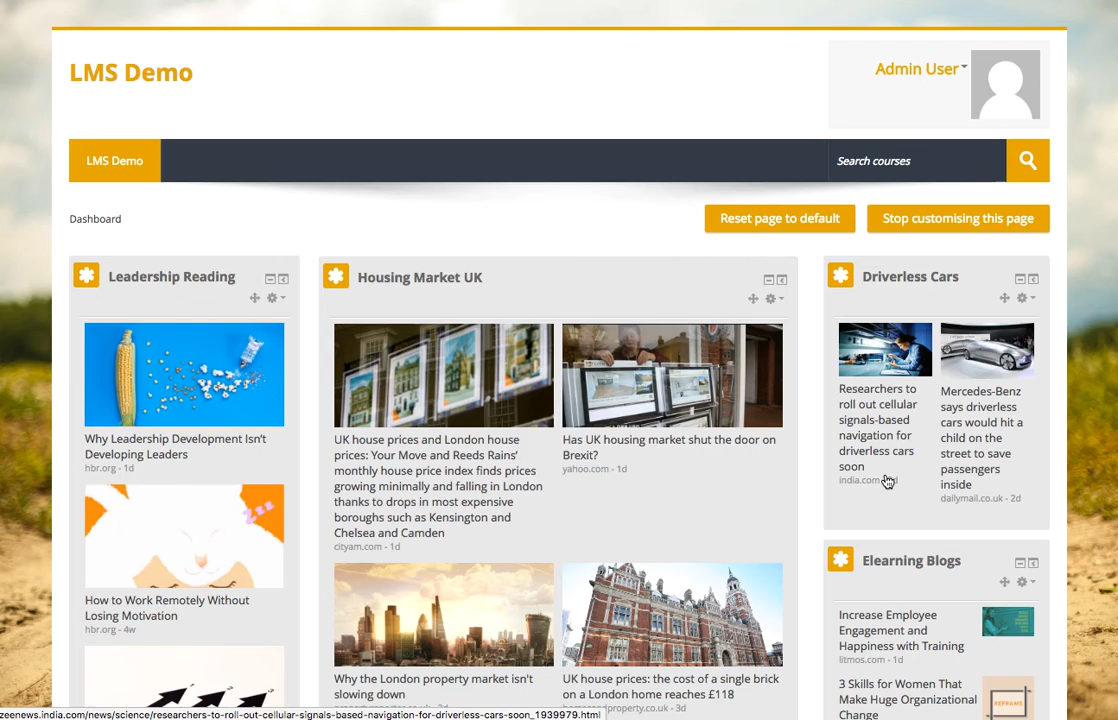 LMS Demo
Admin User
LMS Demo
Search courses
Dashboard
Reset page to default
Stop customising this page
Leadership Reading
Why Leadership Development Isn't
Developing Leaders
hbr.org - 1d
How to Work Remotely Without
Losing Motivation
hbr.org - 4w
Housing Market UK
UK house prices and London house
prices: Your Move and Reeds Rains'
monthly house price index finds prices
growing minimally and falling in London
thanks to drops in most expensive
boroughs such as Kensington and
Chelsea and Camden
cityam.com - 1d
Has UK housing market shut the door on
Brexit?
yahoo.com - 1d
Why the London property market isn't
slowing down
UK house prices: the cost of a single brick
on a London home reaches £118
Driverless Cars
Researchers to
roll out cellular
signals-based
navigation for
driverless cars
soon
india.com
Mercedes-Benz
says driverless
cars would hit a
child on the
street to save
passengers
inside
dailymail.co.uk - 2d
Elearning Blogs
Increase Employee
Engagement and
Happiness with Training
litmos.com - 1d
3 Skills for Women That
Make Huge Organizational
Change
REFRAME
zeenews.india.com/news/science/researchers-to-roll-out-cellular-signals-based-navigation-for-driverless-cars-soon_1939979.html